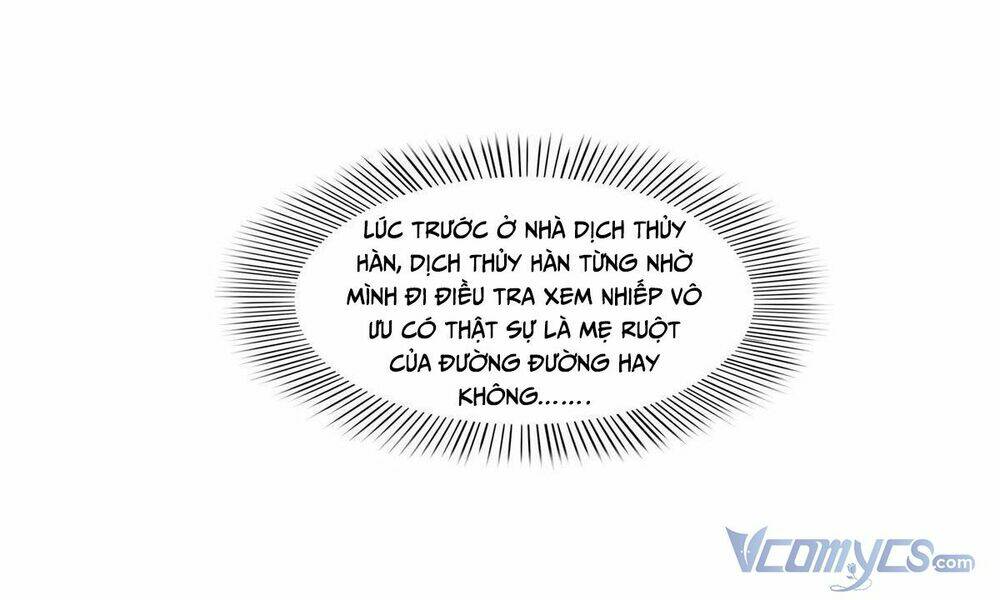 LÚC TRƯỚC Ở NHÀ DỊCH THỦY
HÀN, DỊCH THỦY HÀN TỪNG NHỜ
MÌNH ĐI ĐIỀU TRA XEM NHIẾP VÔ
ƯU CÓ THẬT SỰ LÀ MẸ RUỘT
CỦA ĐƯỜNG ĐƯỜNG HAY
KHÔNG.......
Vcomycs.com